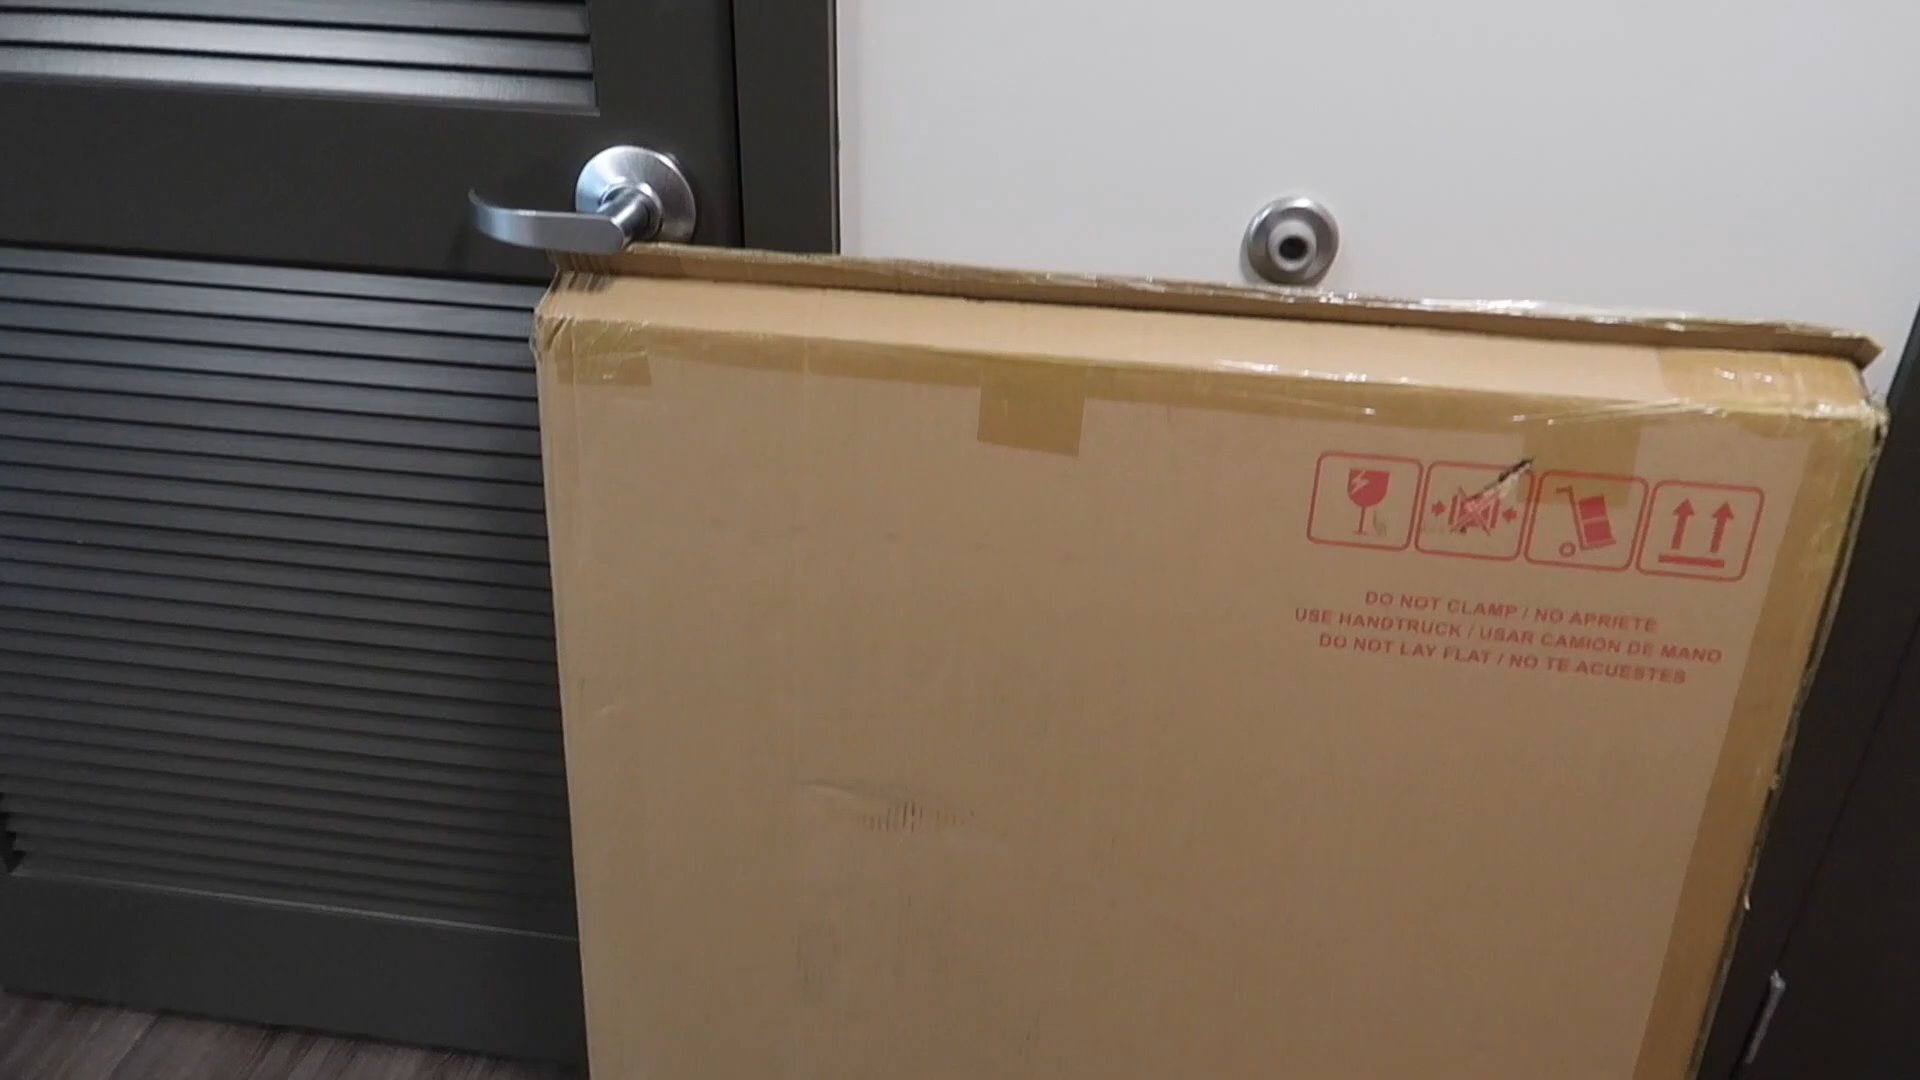 DO NOT CLAMP / NO APRIETE
USE HANDTRUCK / USAR CAMION DE MANO
DO NOT LAY FLAT / NO TE ACUESTES